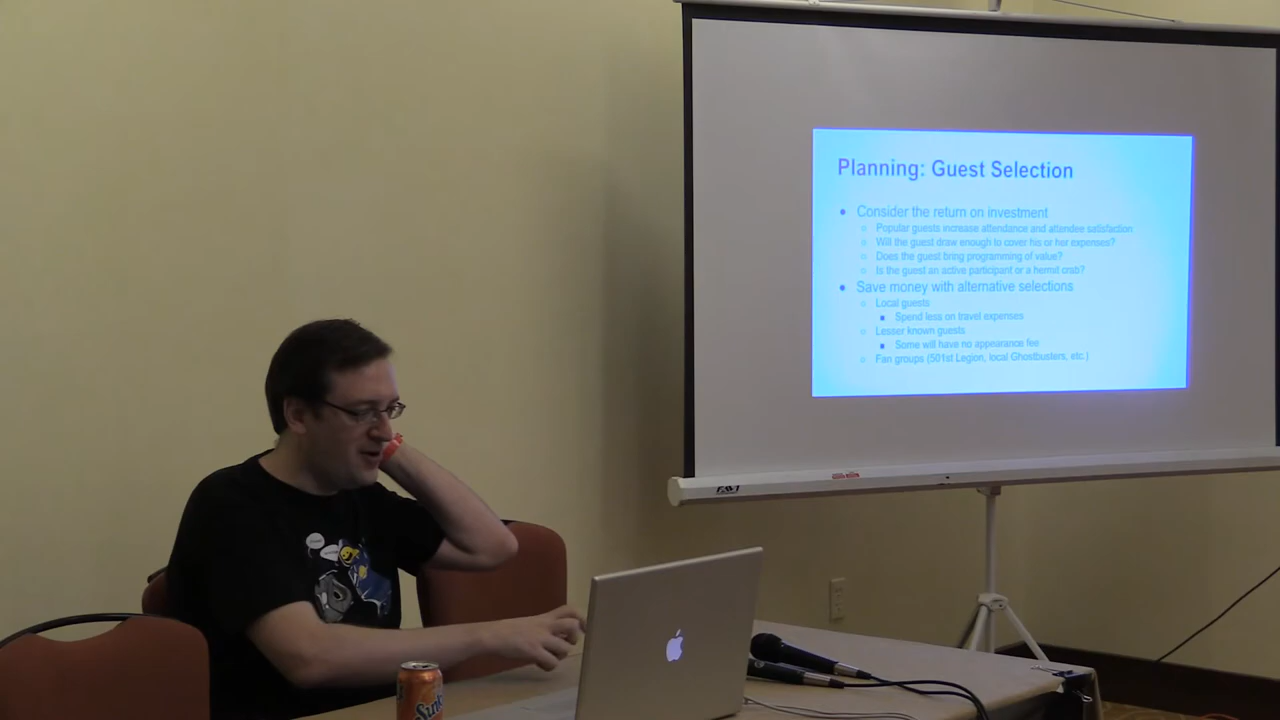 Planning: Guest Selection
● Consider the return on investment
○ Popular guests increase attendance and attendee satisfaction
○ Will the guest draw enough to cover his or her expenses?
○ Does the guest bring programming of value?
○ Is the guest an active participant or a hermit crab?
● Save money with alternative selections
○ Local guests
■ Spend less on travel expenses
○ Lesser known guests
■ Some will have no appearance fee
○ Fan groups (501st Legion, local Ghostbusters, etc.)
FAVI
Sunk